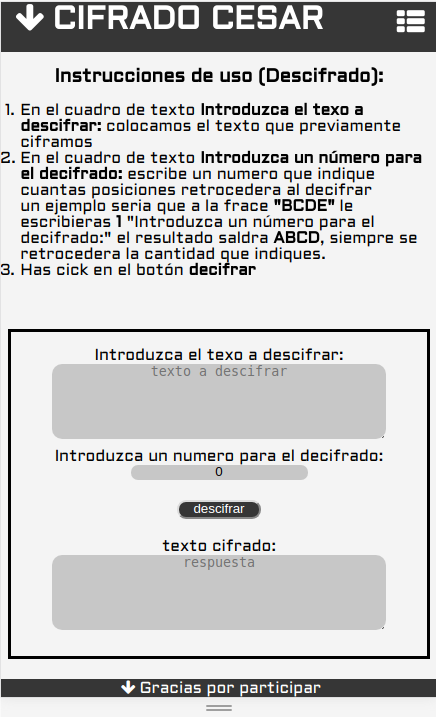 CIFRADO CESAR
Instrucciones de uso (Descifrado):
1. En el cuadro de texto Introduzca el texo a
descifrar: colocamos el texto que previamente
ciframos
2. En el cuadro de texto Introduzca un número para
el decifrado: escribe un numero que indique
cuantas posiciones retrocedera al decifrar
un ejemplo seria que a la frace "BCDE" le
escribieras 1 "Introduzca un número para el
decifrado:" el resultado saldra ABCD, siempre se
retrocedera la cantidad que indiques.
3. Has cick en el botón decifrar
Introduzca el texo a descifrar:
texto a descifrar
Introduzca un numero para el decifrado:
0
descifrar
texto cifrado:
respuesta
Gracias por participar